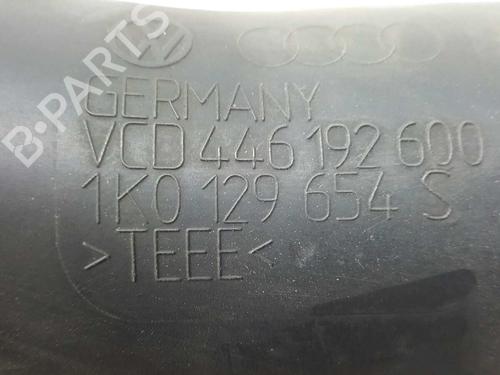 GERMANY
VCD 446 192 600
1K0 129 654 S
>TEEE<
B-PARTS